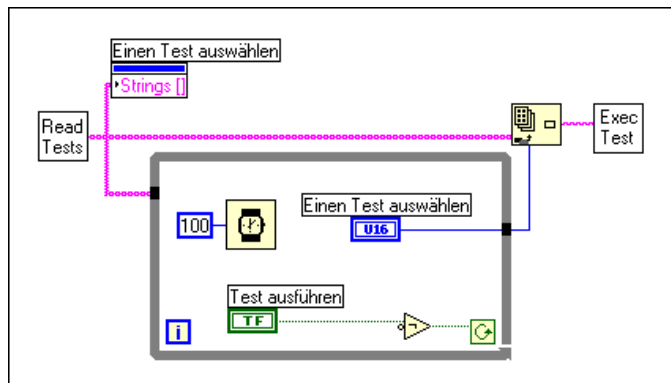 Einen Test auswählen
Strings []
Read
Tests
Exec
Test
Einen Test auswählen
100
U16
Test ausführen
TF
i